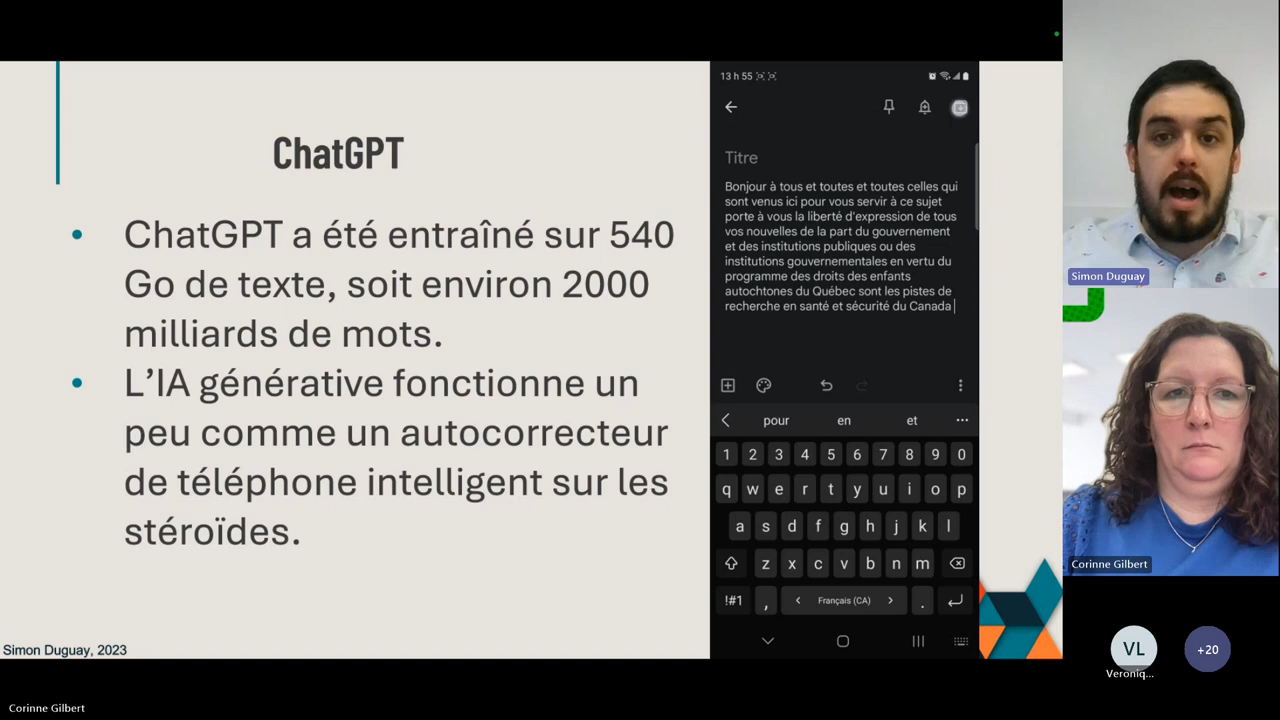 ChatGPT
• ChatGPT a été entraîné sur 540
Go de texte, soit environ 2000
milliards de mots.
• L’IA générative fonctionne un
peu comme un autocorrecteur
de téléphone intelligent sur les
stéroïdes.
Simon Duguay, 2023
13 h 55
Titre
Bonjour à tous et toutes et toutes celles qui
sont venus ici pour vous servir à ce sujet
porte à vous la liberté d'expression de tous
vos nouvelles de la part du gouvernement
et des institutions publiques ou des
institutions gouvernementales en vertu du
programme des droits des enfants
autochtones du Québec sont les pistes de
recherche en santé et sécurité du Canada
pour en et
1 2 3 4 5 6 7 8 9 0
q w e r t y u i o p
a s d f g h j k l
z x c v b n m
!#1 , Français (CA) .
Simon Duguay
Corinne Gilbert
VL
Veroniq...
+20
Corinne Gilbert